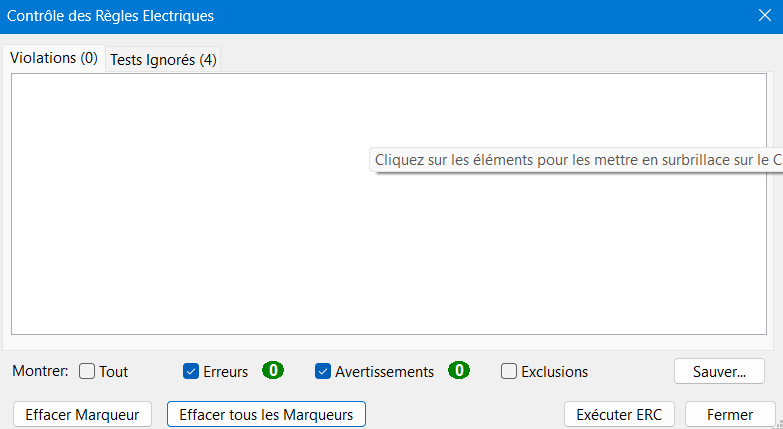 Contrôle des Règles Electriques
Violations (0) Tests Ignorés (4)
Cliquez sur les éléments pour les mettre en surbrillace sur le C
Montrer: Tout Erreurs 0 Avertissements 0 Exclusions Sauver...
Effacer Marqueur Effacer tous les Marqueurs Exécuter ERC Fermer